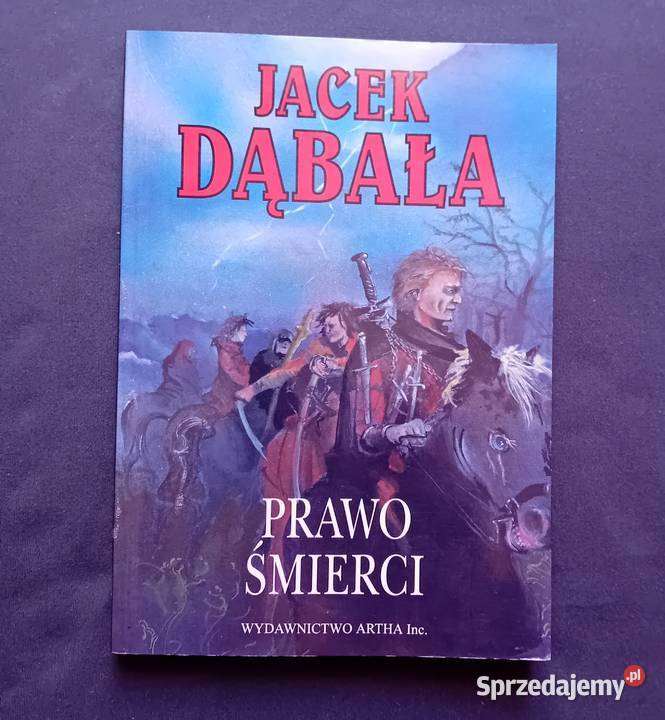 JACEK
DĄBAŁA
PRAWO
ŚMIERCI
WYDAWNICTWO ARTHA Inc.
Sprzedajemy.pl